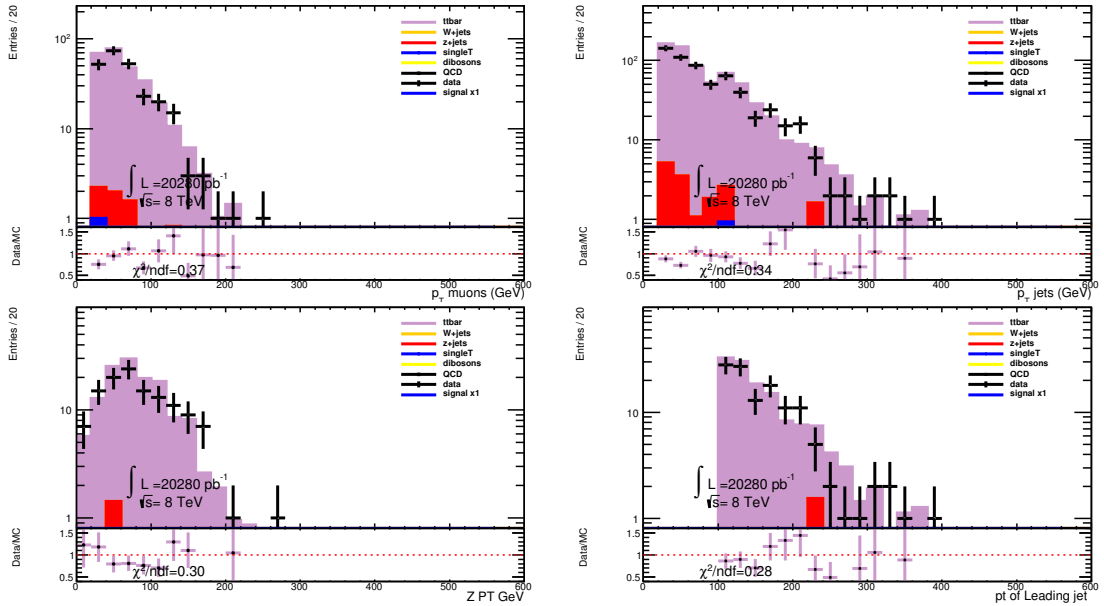 Entries / 20
10²
10
1
ttbar
W+jets
z+jets
singleT
dibosons
QCD
data
signal x1
∫ L =20280 pb⁻¹
√s= 8 TeV
Data/MC
1.5
1
0.5
χ²/ndf=0.37
0 100 200 300 400 500 600
p_T muons (GeV)
Entries / 20
10²
10
1
ttbar
W+jets
z+jets
singleT
dibosons
QCD
data
signal x1
∫ L =20280 pb⁻¹
√s= 8 TeV
Data/MC
1.5
1
0.5
χ²/ndf=0.34
0 100 200 300 400 500 600
p_T jets (GeV)
Entries / 20
10
1
ttbar
W+jets
z+jets
singleT
dibosons
QCD
data
signal x1
∫ L =20280 pb⁻¹
√s= 8 TeV
Data/MC
1.5
1
0.5
χ²/ndf=0.30
0 100 200 300 400 500 600
Z PT GeV
Entries / 20
10
1
ttbar
W+jets
z+jets
singleT
dibosons
QCD
data
signal x1
∫ L =20280 pb⁻¹
√s= 8 TeV
Data/MC
1.5
1
0.5
χ²/ndf=0.28
0 100 200 300 400 500 600
pt of Leading jet